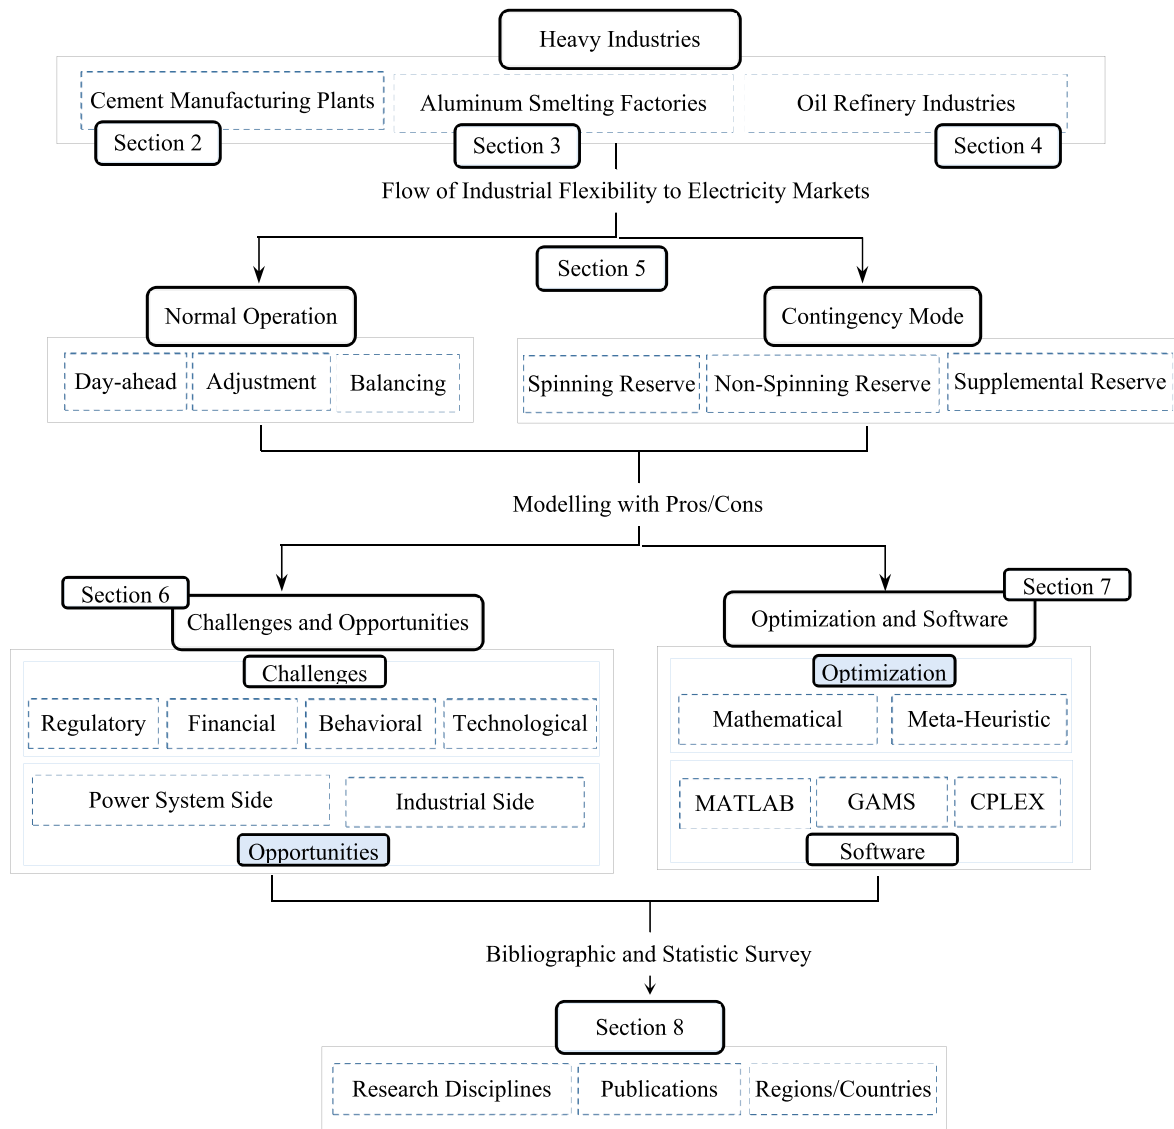 Heavy Industries
Cement Manufacturing Plants
Aluminum Smelting Factories
Oil Refinery Industries
Section 2
Section 3
Section 4
Flow of Industrial Flexibility to Electricity Markets
Section 5
Normal Operation
Contingency Mode
Day-ahead
Adjustment
Balancing
Spinning Reserve
Non-Spinning Reserve
Supplemental Reserve
Modelling with Pros/Cons
Section 6
Challenges and Opportunities
Section 7
Optimization and Software
Challenges
Regulatory
Financial
Behavioral
Technological
Power System Side
Industrial Side
Opportunities
Optimization
Mathematical
Meta-Heuristic
MATLAB
GAMS
CPLEX
Software
Bibliographic and Statistic Survey
Section 8
Research Disciplines
Publications
Regions/Countries